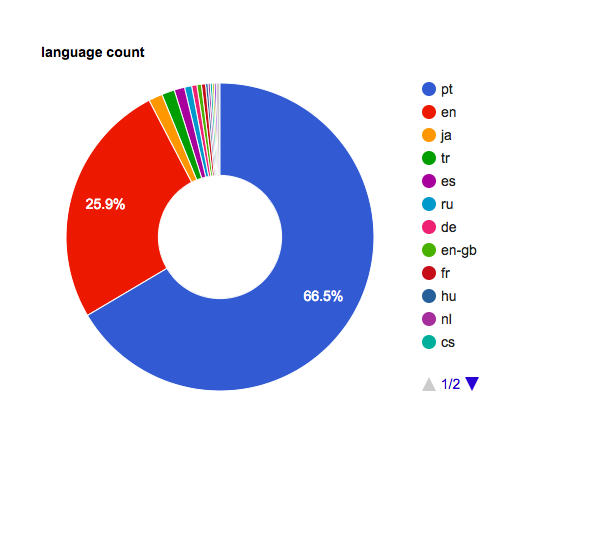 language count
pt
en
ja
tr
es
ru
de
en-gb
fr
hu
nl
cs
1/2
25.9%
66.5%